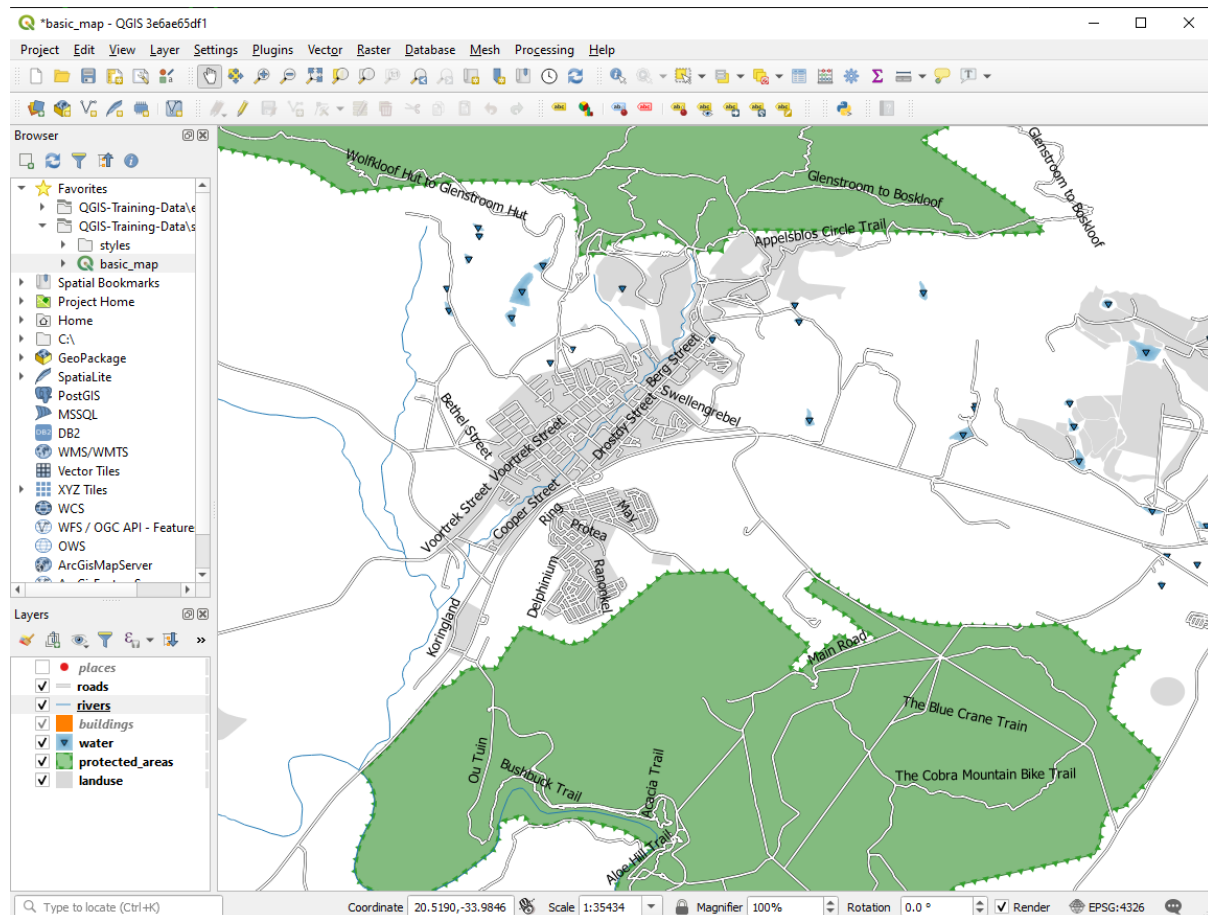 *basic_map - QGIS 3e6ae65df1
Project Edit View Layer Settings Plugins Vector Raster Database Mesh Processing Help
Browser
Favorites
QGIS-Training-Data\e
QGIS-Training-Data\s
styles
basic_map
Spatial Bookmarks
Project Home
Home
C:\
GeoPackage
SpatiaLite
PostGIS
MSSQL
DB2
WMS/WMTS
Vector Tiles
XYZ Tiles
WCS
WFS / OGC API - Feature
OWS
ArcGisMapServer
Layers
places
roads
rivers
buildings
water
protected_areas
landuse
Wolfkloof Hut to Glenstroom Hut
Glenstroom to Boskloof
Glenstroom to Boskloof
Appelsblos Circle Trail
Berg Street
Swellengrebel
Bethel Street
Drostdy Street
Voortrek Street
Voortrek Street
Cooper Street
Ring
May
Protea
Delphinium
Ranonkel
Koringland
Main Road
The Blue Crane Train
Ou Tuin
Bushbuck Trail
Acacia Trail
The Cobra Mountain Bike Trail
Aloe Hill Trail
Type to locate (Ctrl+K)
Coordinate 20.5190,-33.9846 Scale 1:35434 Magnifier 100% Rotation 0.0 ° Render EPSG:4326